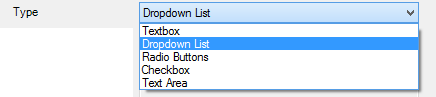 Type Dropdown List
Textbox
Dropdown List
Radio Buttons
Checkbox
Text Area